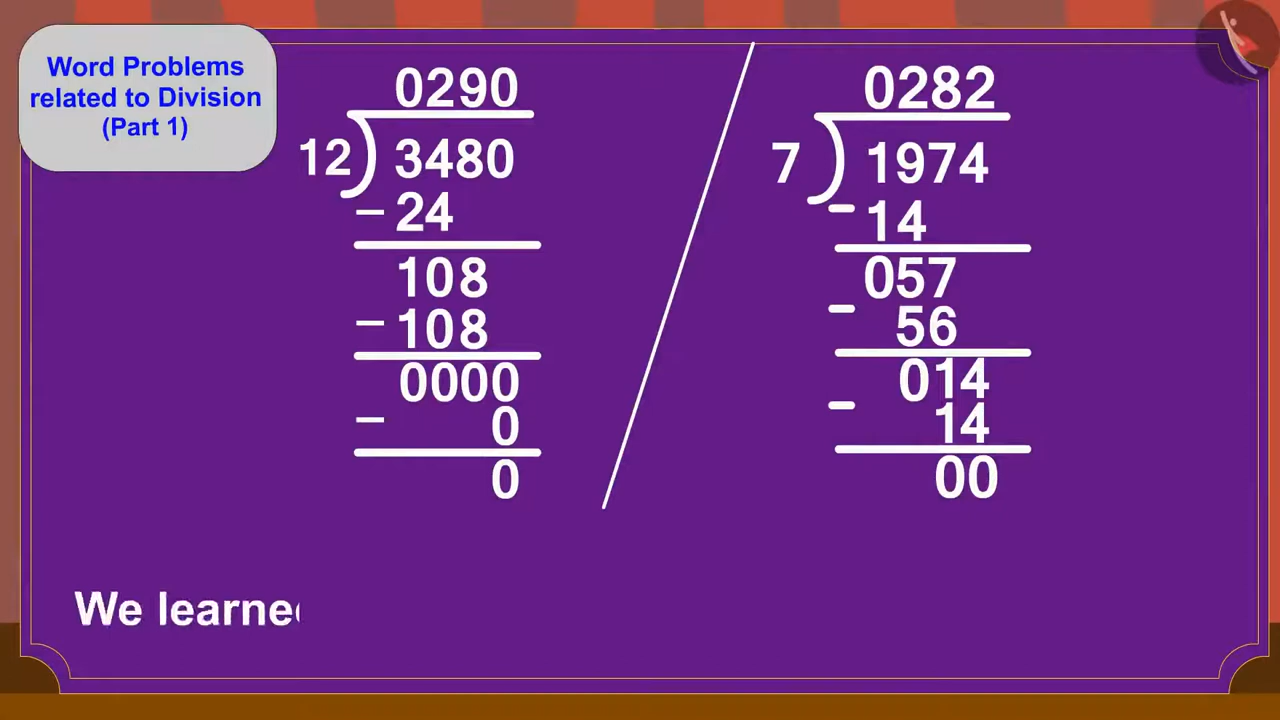 Word Problems
related to Division
(Part 1)
0290
12 ) 3480
− 24
108
− 108
0000
− 0
0
0282
7 ) 1974
− 14
057
− 56
014
− 14
00
We learned